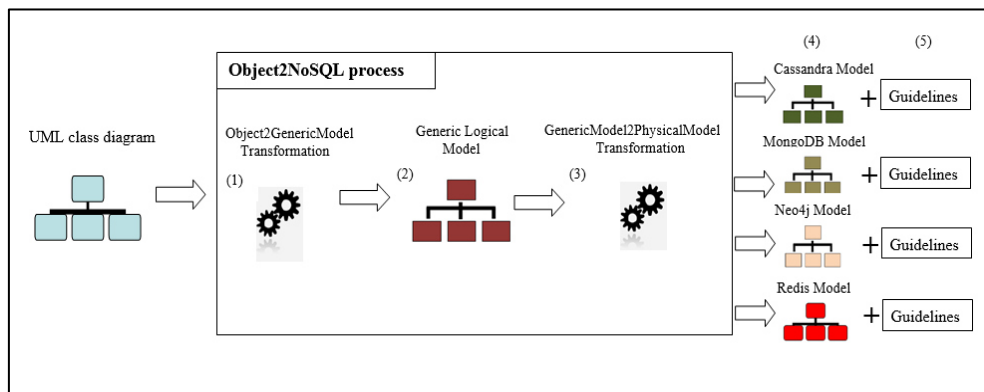 Object2NoSQL process
UML class diagram
Object2GenericModel
Transformation
(1)
Generic Logical
Model
(2)
GenericModel2PhysicalModel
Transformation
(3)
(4)
(5)
Cassandra Model
+ Guidelines
MongoDB Model
+ Guidelines
Neo4j Model
+ Guidelines
Redis Model
+ Guidelines